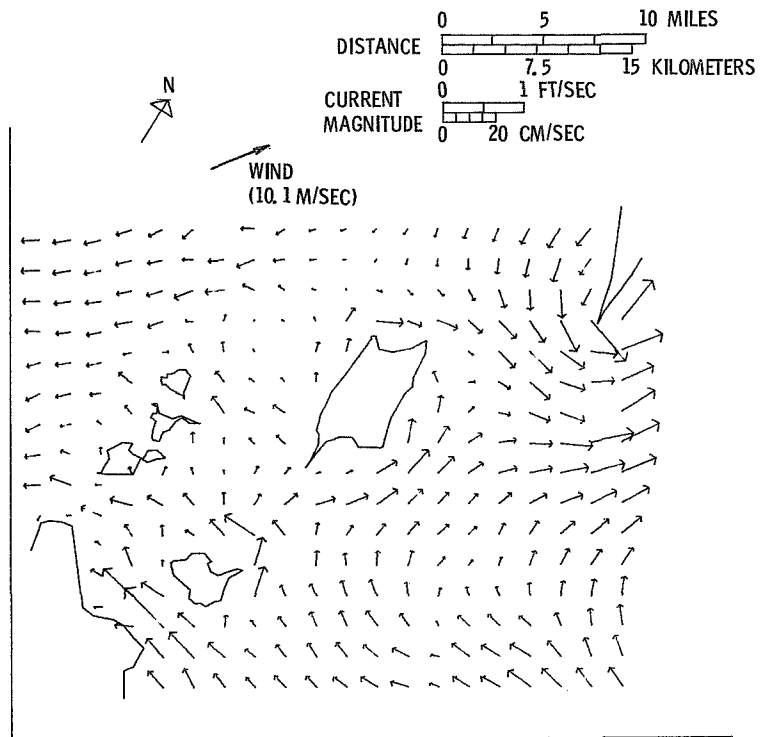 0 5 10 MILES
DISTANCE
0 7.5 15 KILOMETERS
0 1 FT/SEC
CURRENT
MAGNITUDE
0 20 CM/SEC
N
WIND
(10.1 M/SEC)